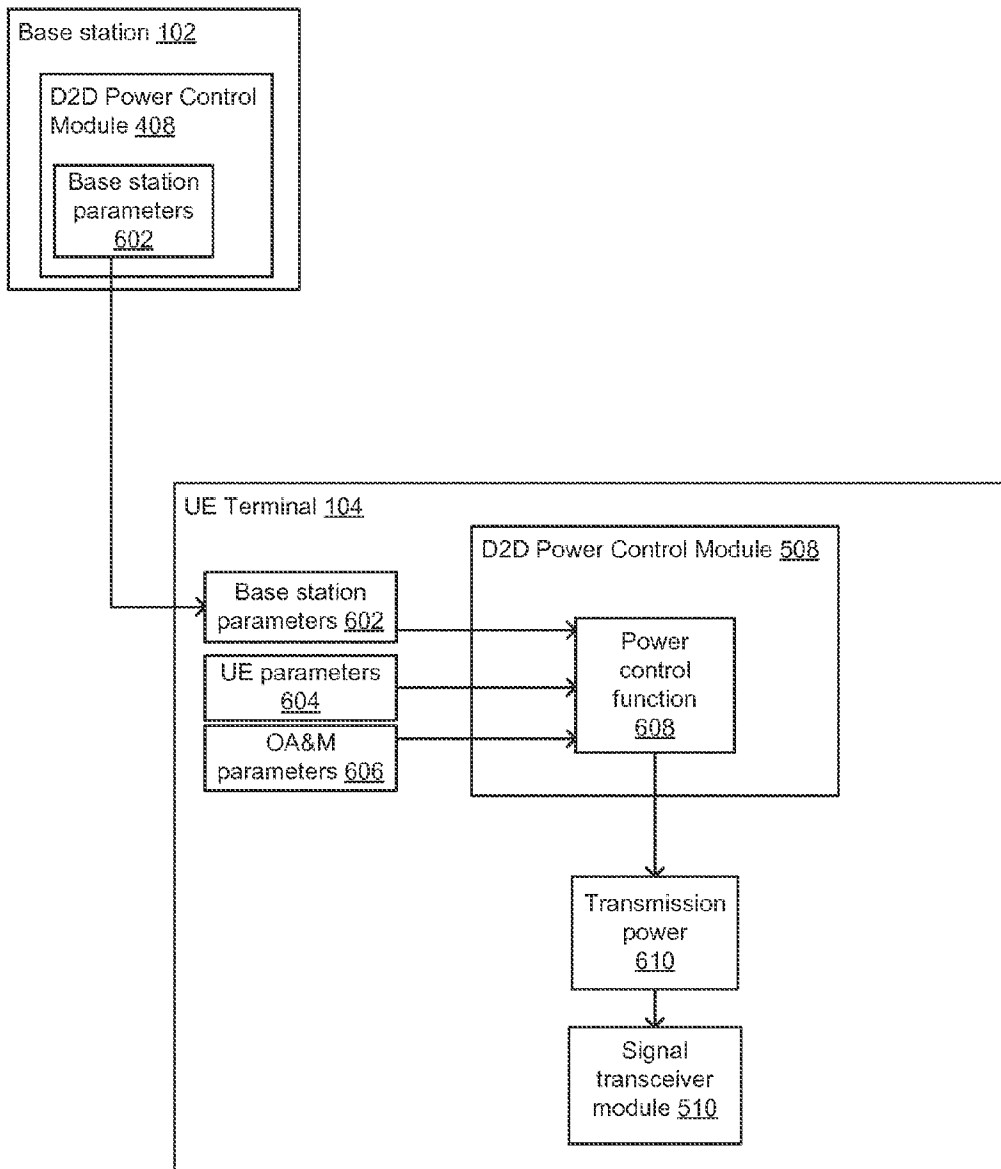 Base station 102
D2D Power Control
Module 408
Base station
parameters
602
UE Terminal 104
D2D Power Control Module 508
Base station
parameters 602
UE parameters
604
OA&M
parameters 606
Power
control
function
608
Transmission
power
610
Signal
transceiver
module 510